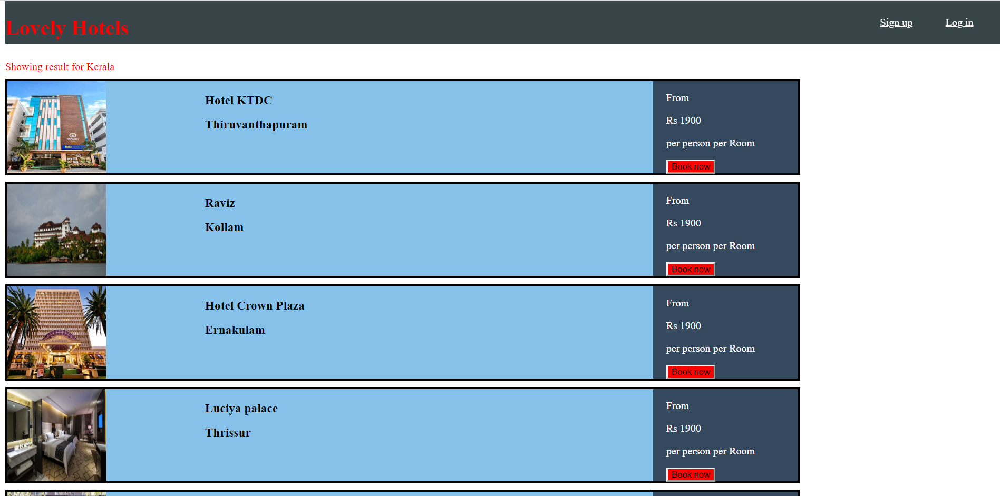 Lovely Hotels
Sign up
Log in
Showing result for Kerala
Hotel KTDC
Thiruvanthapuram
From
Rs 1900
per person per Room
Book now
Raviz
Kollam
From
Rs 1900
per person per Room
Book now
Hotel Crown Plaza
Ernakulam
From
Rs 1900
per person per Room
Book now
Luciya palace
Thrissur
From
Rs 1900
per person per Room
Book now